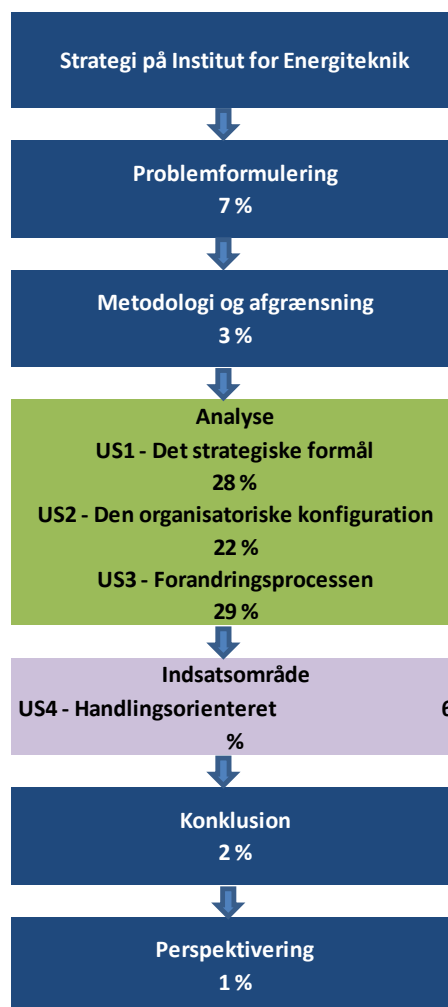 Strategi på Institut for Energiteknik
Problemformulering
7 %
Metodologi og afgrænsning
3 %
Analyse
US1 - Det strategiske formål
28 %
US2 - Den organisatoriske konfiguration
22 %
US3 - Forandringsprocessen
29 %
Indsatsområde
US4 - Handlingsorienteret 6
%
Konklusion
2 %
Perspektivering
1 %